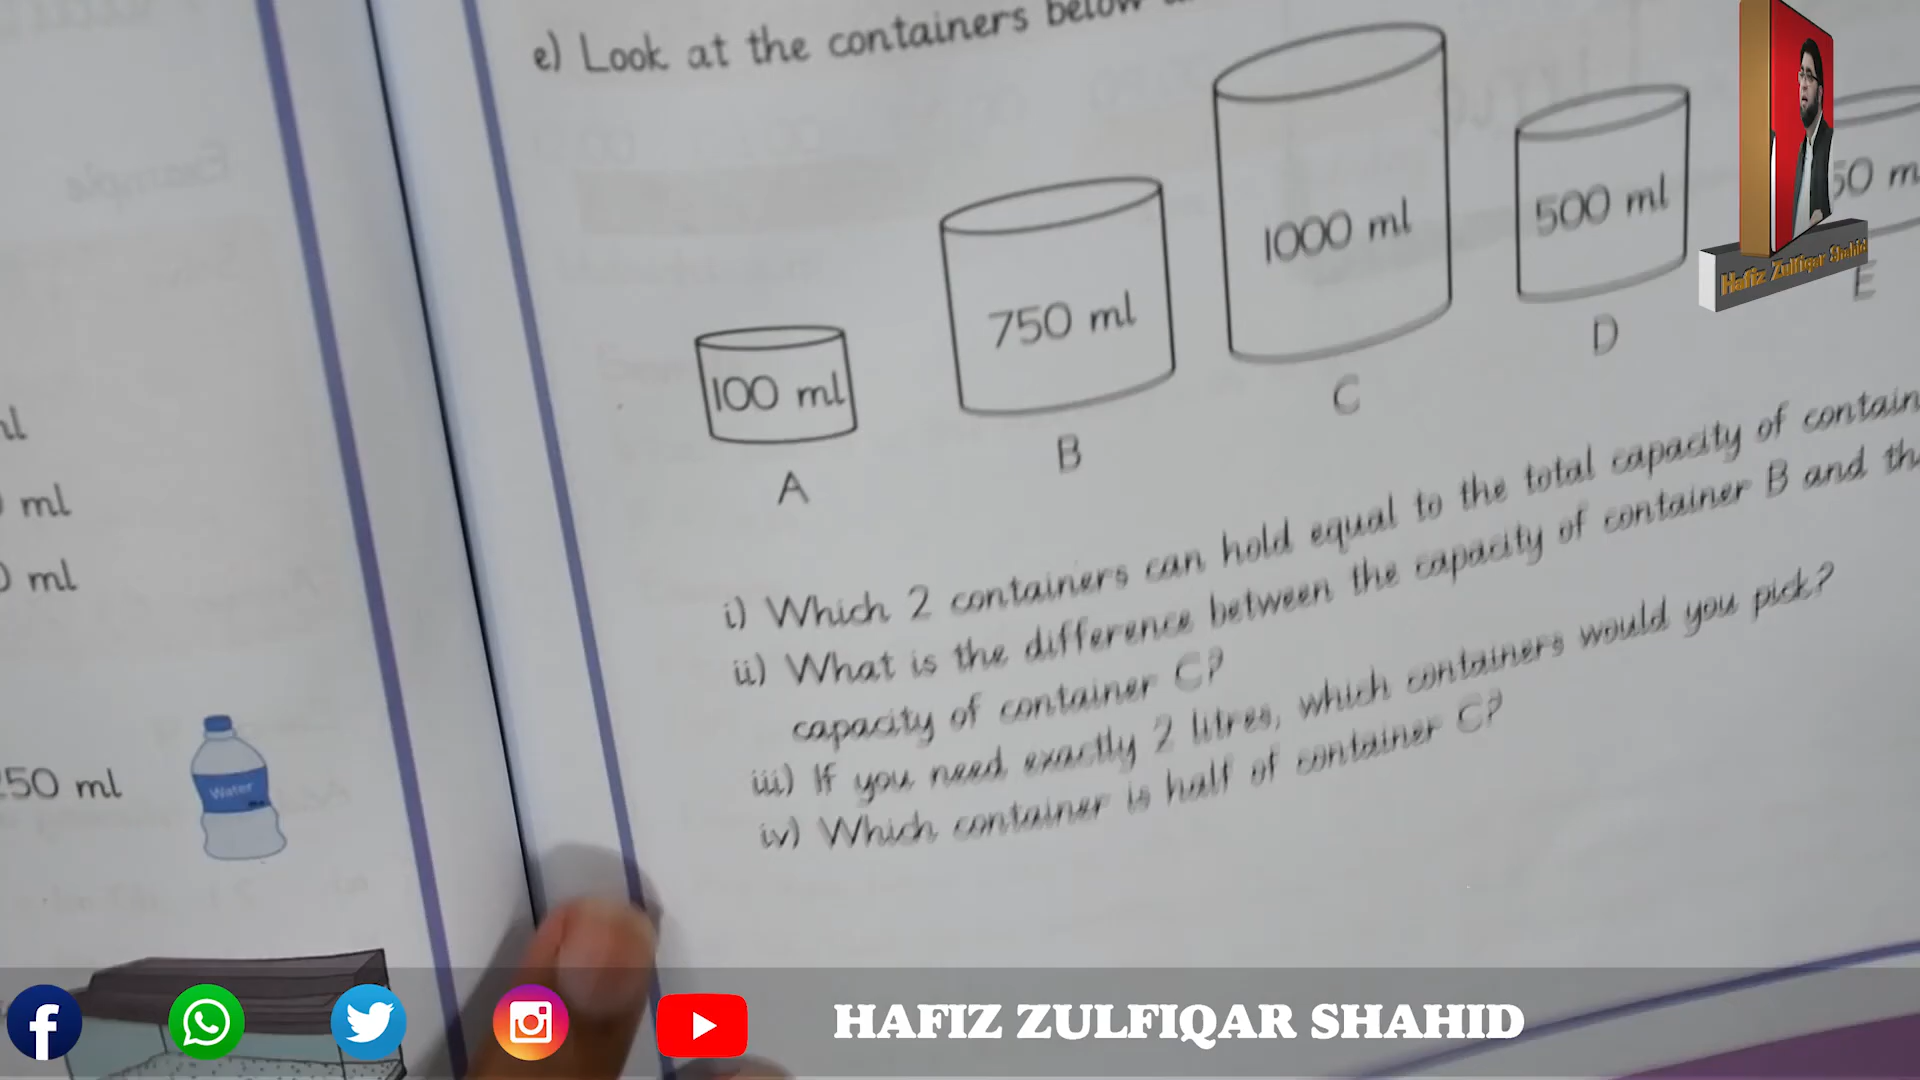 e) Look at the containers below
100 ml
750 ml
1000 ml
500 ml
50 m
A
B
C
D
E
i) Which 2 containers can hold equal to the total capacity of contain
ii) What is the difference between the capacity of container B and th
capacity of container C?
iii) If you need exactly 2 litres, which containers would you pick?
iv) Which container is half of container C?
ml
ml
250 ml
Water
Example
Hafiz Zulfiqar Shahid
HAFIZ ZULFIQAR SHAHID